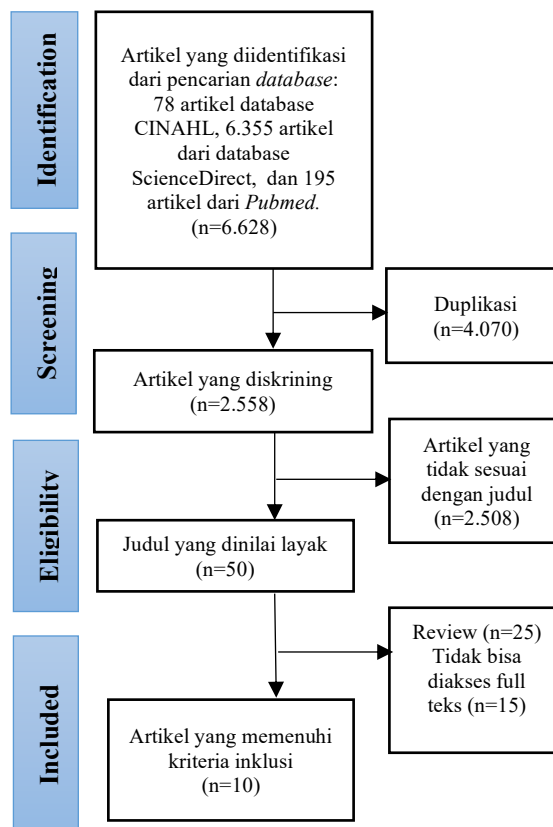 Identification
Artikel yang diidentifikasi
dari pencarian database:
78 artikel database
CINAHL, 6.355 artikel
dari database
ScienceDirect, dan 195
artikel dari Pubmed.
(n=6.628)
Screening
Duplikasi
(n=4.070)
Artikel yang diskrining
(n=2.558)
Eligibility
Artikel yang
tidak sesuai
dengan judul
(n=2.508)
Judul yang dinilai layak
(n=50)
Included
Review (n=25)
Tidak bisa
diakses full
teks (n=15)
Artikel yang memenuhi
kriteria inklusi
(n=10)